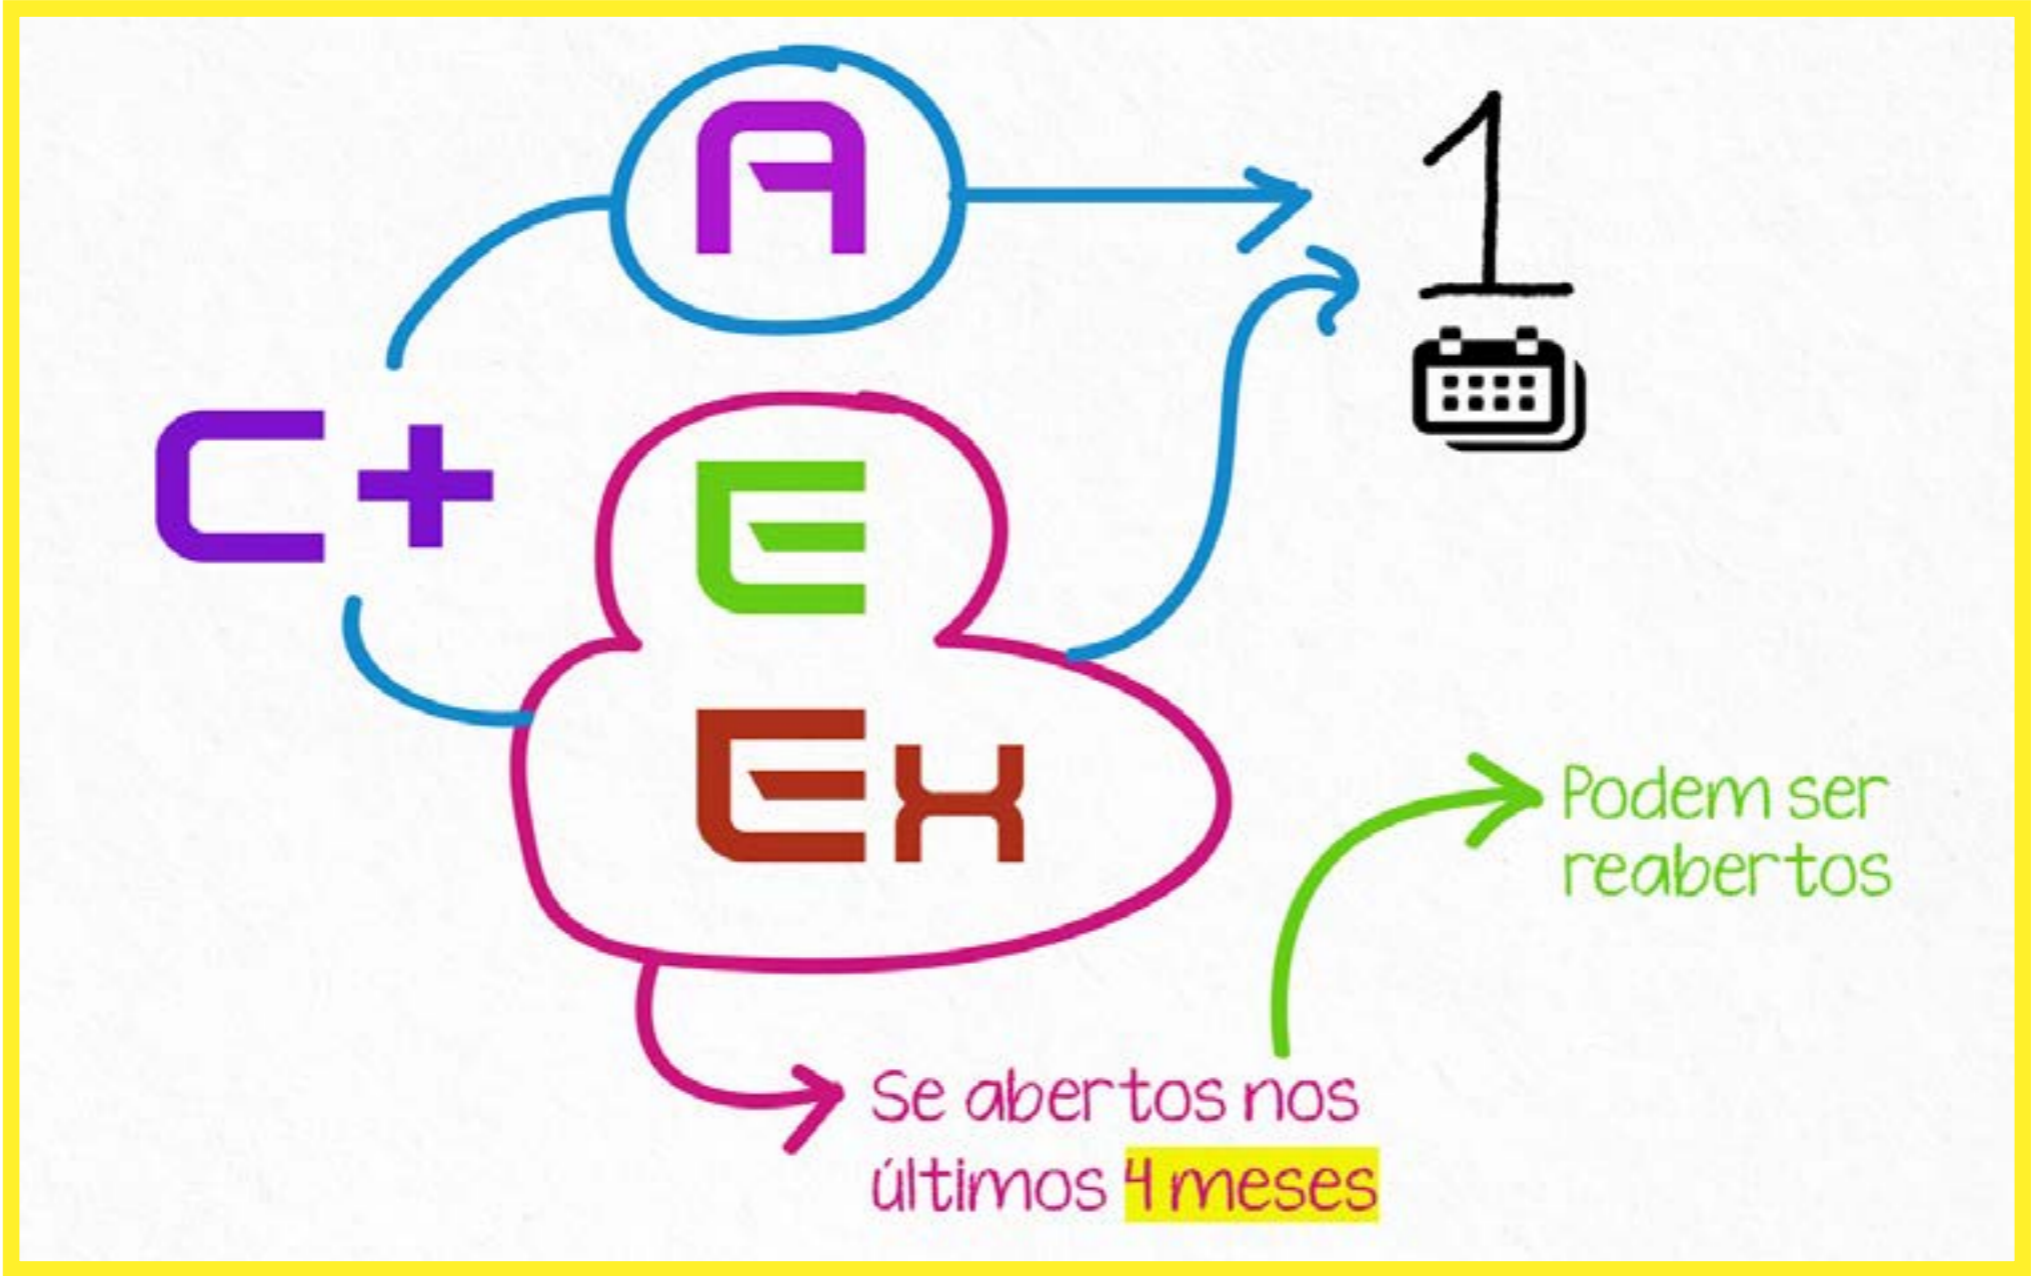 A
1
C+
E
Ex
Podem ser
reabertos
Se abertos nos
últimos 4 meses